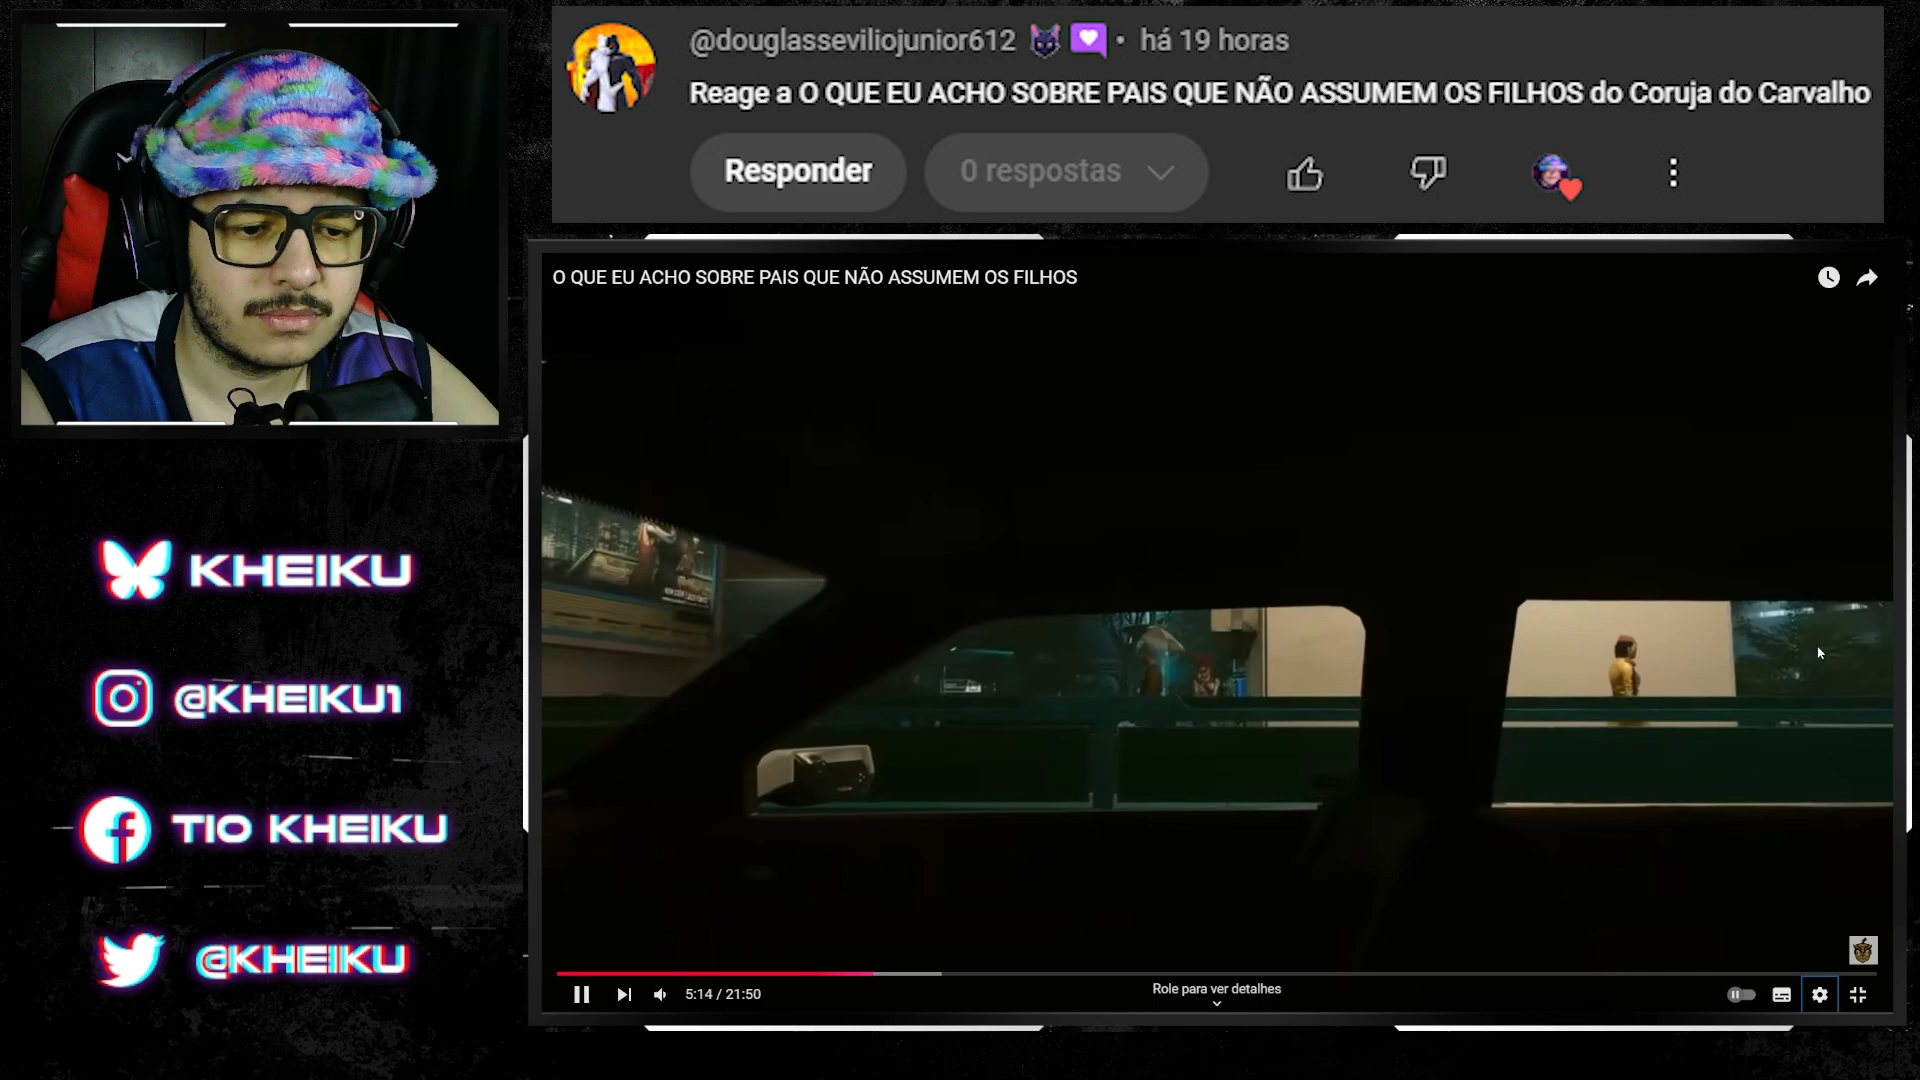 @douglasseviliojunior612 • há 19 horas
Reage a O QUE EU ACHO SOBRE PAIS QUE NÃO ASSUMEM OS FILHOS do Coruja do Carvalho
Responder
0 respostas
O QUE EU ACHO SOBRE PAIS QUE NÃO ASSUMEM OS FILHOS
KHEIKU
@KHEIKU1
TIO KHEIKU
@KHEIKU
5:14 / 21:50
Role para ver detalhes